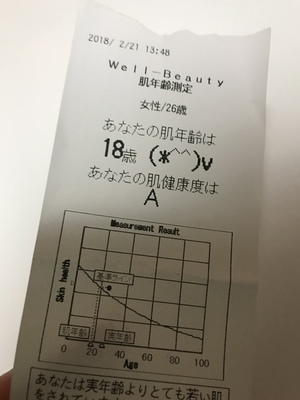 2018/ 2/21 13:48
Well-Beauty
肌年齢測定
女性/26歳
あなたの肌年齢は
18歳 (*^^)v
あなたの肌健康度は
A
Measurement Result
Skin health
基準ライン
肌年齢
実年齢
0 20 40 60 80 100
Age
あなたは実年齢よりとても若い肌
をされています